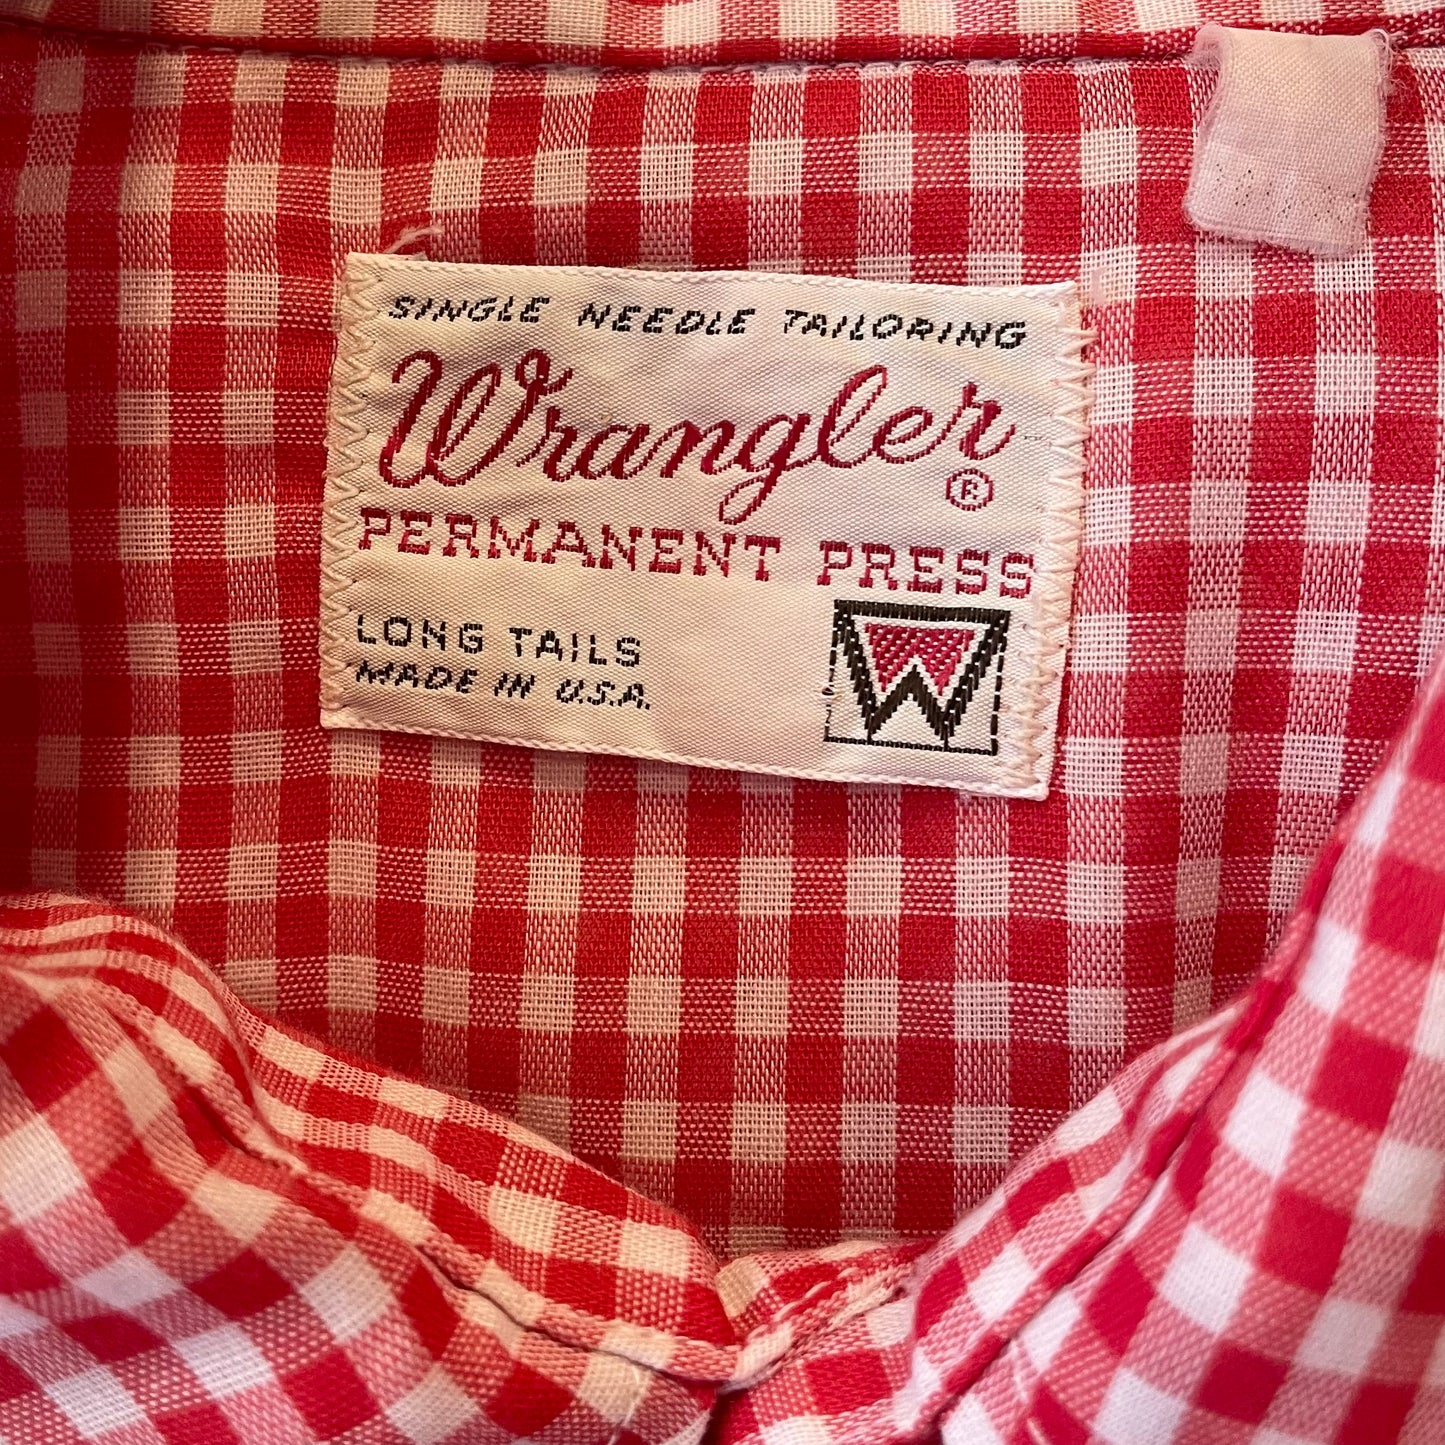 SINGLE NEEDLE TAILORING
Wrangler ®
PERMANENT PRESS
LONG TAILS
MADE IN U.S.A.
W